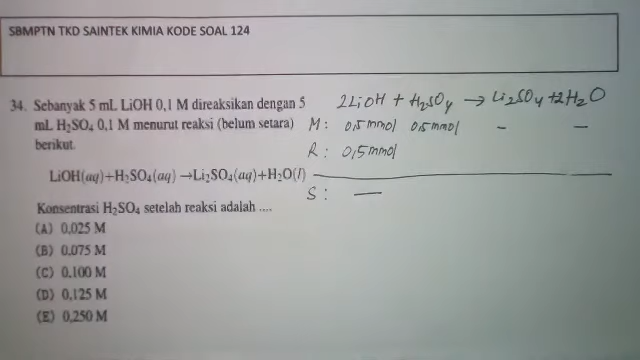 SBMPTN TKD SAINTEK KIMIA KODE SOAL 124
34. Sebanyak 5 mL LiOH 0,1 M direaksikan dengan 5
mL H₂SO₄ 0,1 M menurut reaksi (belum setara)
berikut.
LiOH(aq)+H₂SO₄(aq) →Li₂SO₄(aq)+H₂O(l)
Konsentrasi H₂SO₄ setelah reaksi adalah ....
(A) 0,025 M
(B) 0.075 M
(C) 0,100 M
(D) 0,125 M
(E) 0,250 M
2LiOH + H₂SO₄ → Li₂SO₄ + 2H₂O
M: 0,5 mmol 0,5 mmol - -
R: 0,5 mmol
S: -